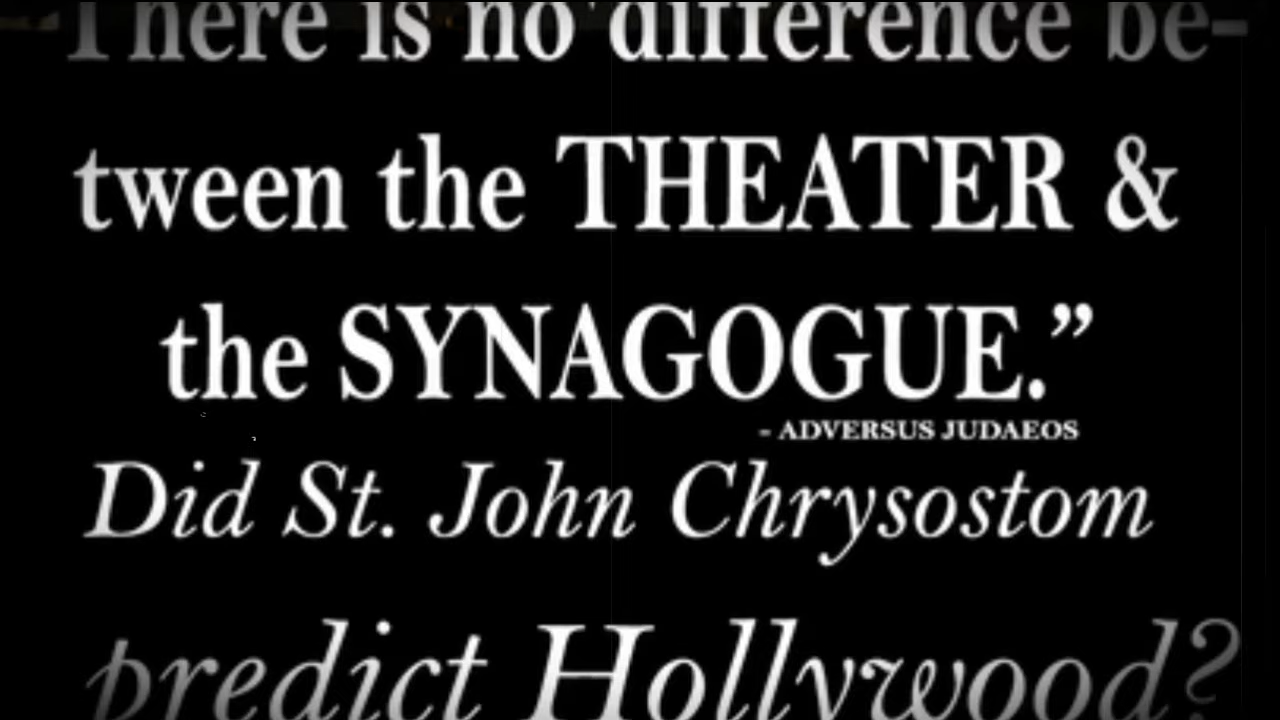 There is no difference be-
tween the THEATER &
the SYNAGOGUE.”
- ADVERSUS JUDAEOS
Did St. John Chrysostom
predict Hollywood?